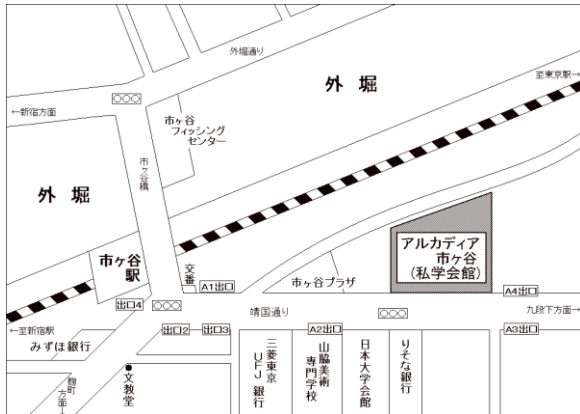 外堀通り
外 堀
至東京駅→
←新宿方面
市ヶ谷
フィッシング
センター
市ヶ谷橋
外 堀
市ヶ谷
駅
交番
A1出口
市ヶ谷プラザ
アルカディア
市ヶ谷
(私学会館)
A4出口
出口4
靖国通り
九段下方面→
←至新宿駅
出口2
出口3
A2出口
A3出口
みずほ銀行
麹町
方面→
文教堂
三菱東京
UFJ銀行
山脇美術
専門学校
日本大学会館
りそな銀行